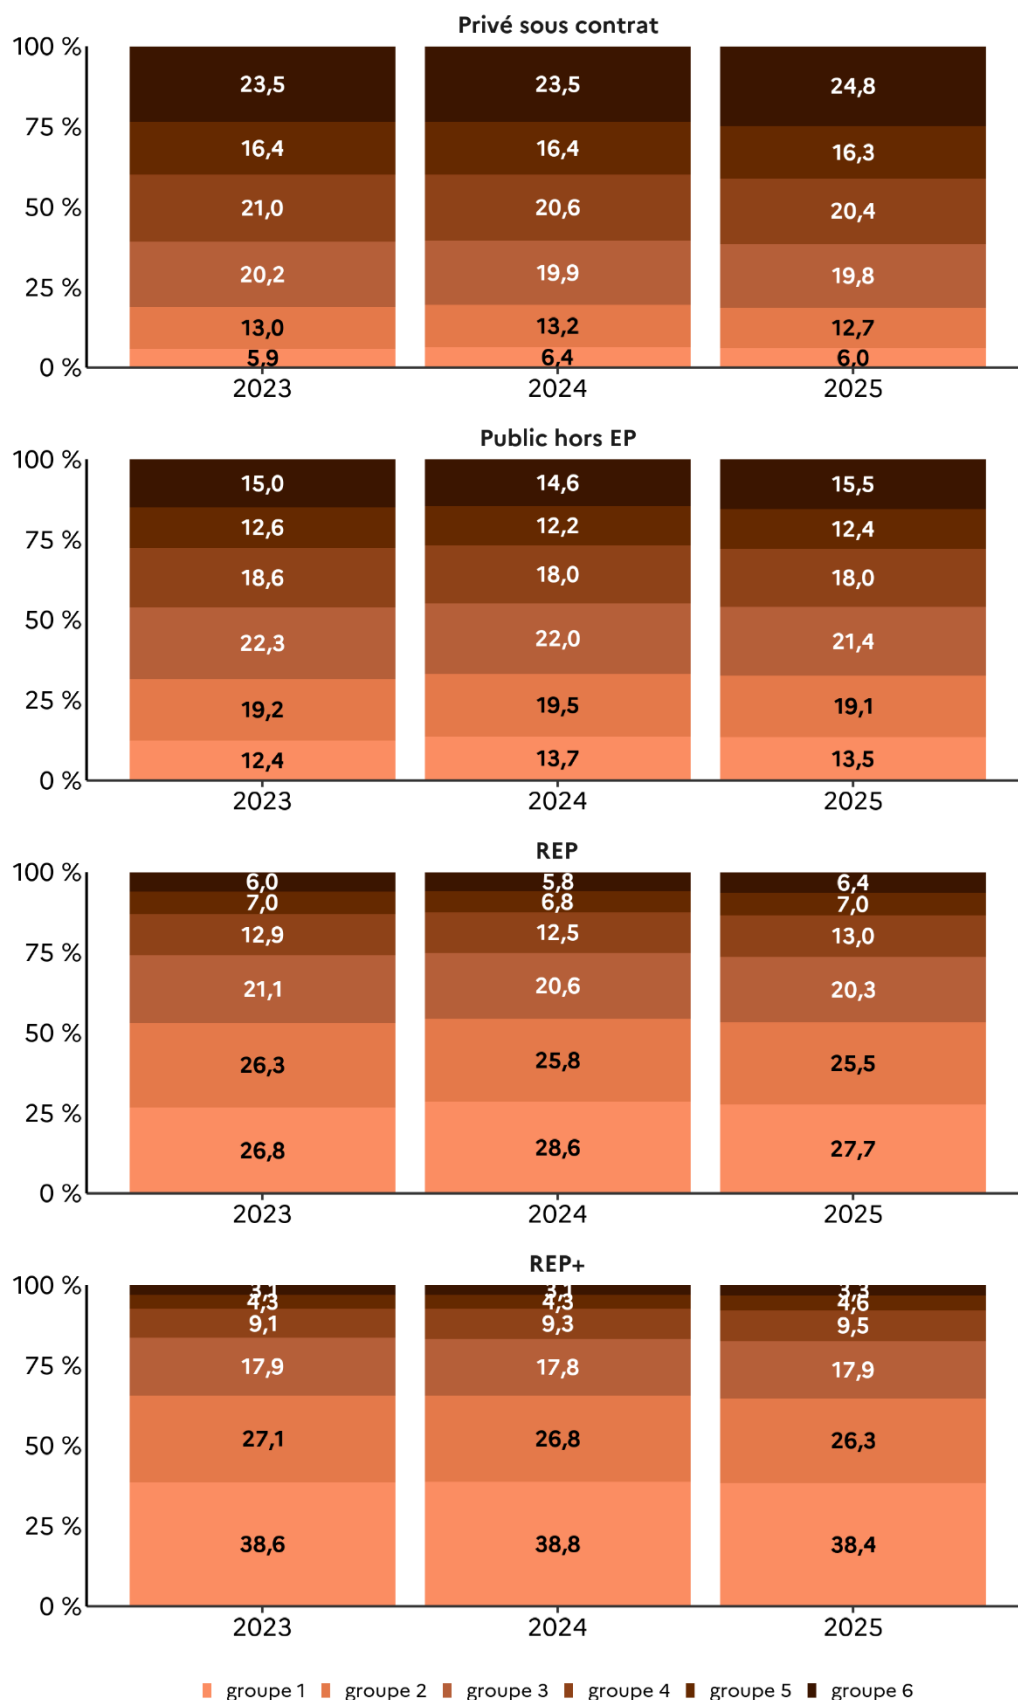 Privé sous contrat
100 %
23,5 23,5 24,8
75 %
16,4 16,4 16,3
50 %
21,0 20,6 20,4
25 %
20,2 19,9 19,8
13,0 13,2 12,7
5,9 6,4 6,0
0 %
2023 2024 2025
Public hors EP
100 %
15,0 14,6 15,5
12,6 12,2 12,4
75 %
18,6 18,0 18,0
50 %
22,3 22,0 21,4
25 %
19,2 19,5 19,1
12,4 13,7 13,5
0 %
2023 2024 2025
REP
100 %
6,0 5,8 6,4
7,0 6,8 7,0
12,9 12,5 13,0
75 %
21,1 20,6 20,3
50 %
26,3 25,8 25,5
25 %
26,8 28,6 27,7
0 %
2023 2024 2025
REP+
100 %
3,1 3,1 3,3
4,3 4,3 4,6
9,1 9,3 9,5
75 %
17,9 17,8 17,9
50 %
27,1 26,8 26,3
25 %
38,6 38,8 38,4
0 %
2023 2024 2025
groupe 1 groupe 2 groupe 3 groupe 4 groupe 5 groupe 6